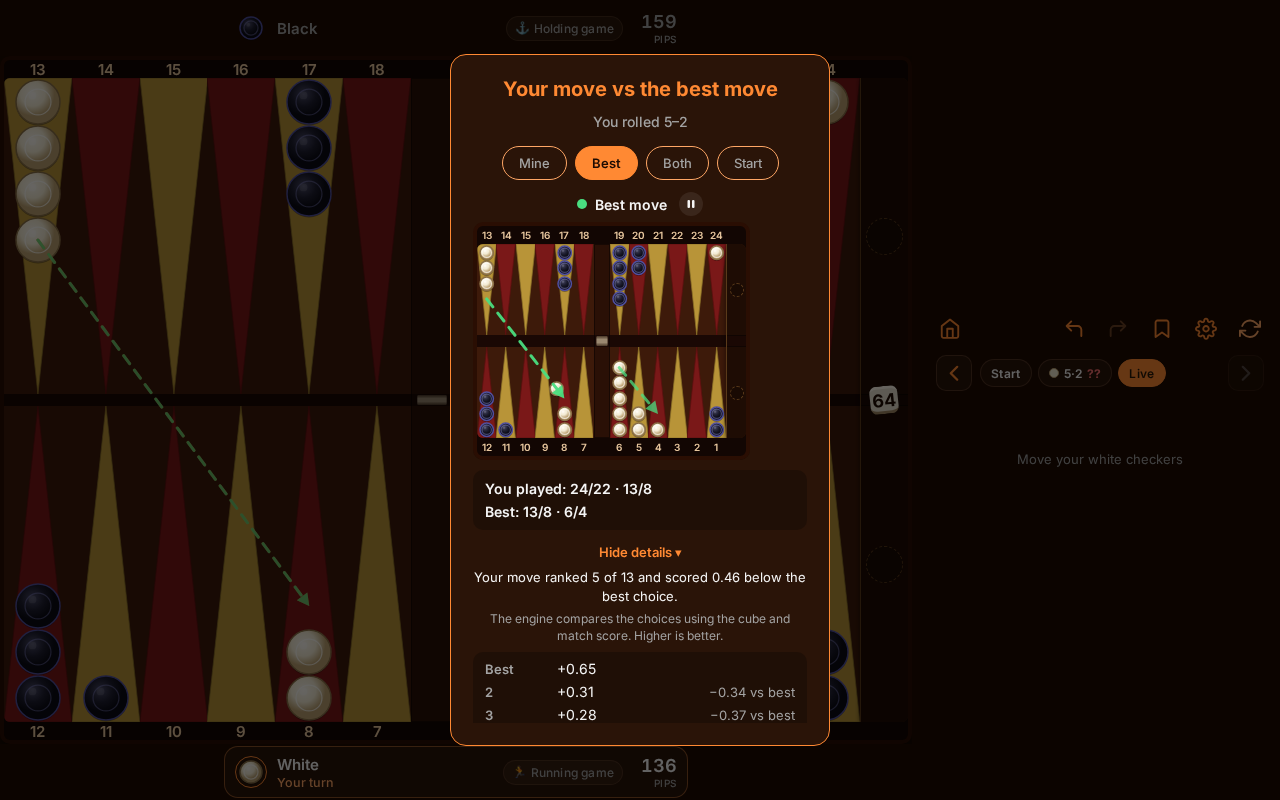 Black
Holding game
159
PIPS
13 14 15 16 17 18
4
12 11 10 9 8 7
64
Your move vs the best move
You rolled 5–2
Mine
Best
Both
Start
Best move
13 14 15 16 17 18 19 20 21 22 23 24
12 11 10 9 8 7 6 5 4 3 2 1
You played: 24/22 · 13/8
Best: 13/8 · 6/4
Hide details ▾
Your move ranked 5 of 13 and scored 0.46 below the
best choice.
The engine compares the choices using the cube and
match score. Higher is better.
Best +0.65
2 +0.31 −0.34 vs best
3 +0.28 −0.37 vs best
Start
5·2 ??
Live
Move your white checkers
White
Your turn
Running game
136
PIPS